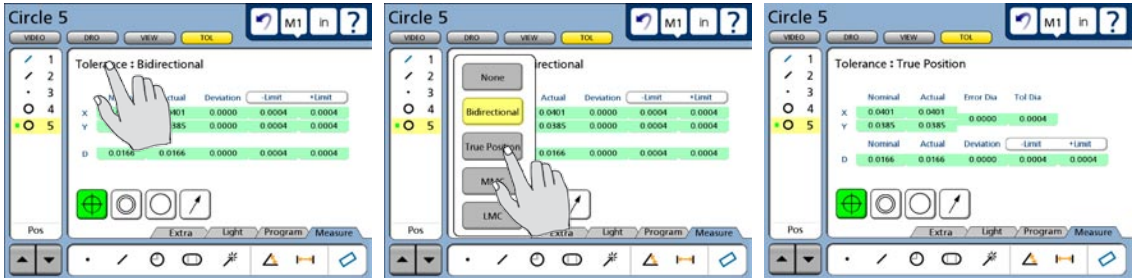 Circle 5
M1 in ?
VIDEO DRO VIEW TOL
1
2
3
4
5
Tolerance : Bidirectional
Actual Deviation -Limit +Limit
X 0.0000 0.0004 0.0004
Y 0.0000 0.0004 0.0004
D 0.0166 0.0166 0.0000 0.0004 0.0004
Pos
Extra Light Program Measure
Circle 5
M1 in ?
VIDEO DRO VIEW TOL
1
2
3
4
5
None
Bidirectional
True Position
LMC
Actual Deviation -Limit +Limit
0.0401 0.0000 0.0004 0.0004
0.0385 0.0000 0.0004 0.0004
0.0166 0.0000 0.0004 0.0004
Pos
Extra Light Program Measure
Circle 5
M1 in ?
VIDEO DRO VIEW TOL
1
2
3
4
5
Tolerance : True Position
Nominal Actual Error Dia Tol Dia
X 0.0401 0.0401
0.0000 0.0004
Y 0.0385 0.0385
Nominal Actual Deviation -Limit +Limit
D 0.0166 0.0166 0.0000 0.0004 0.0004
Pos
Extra Light Program Measure